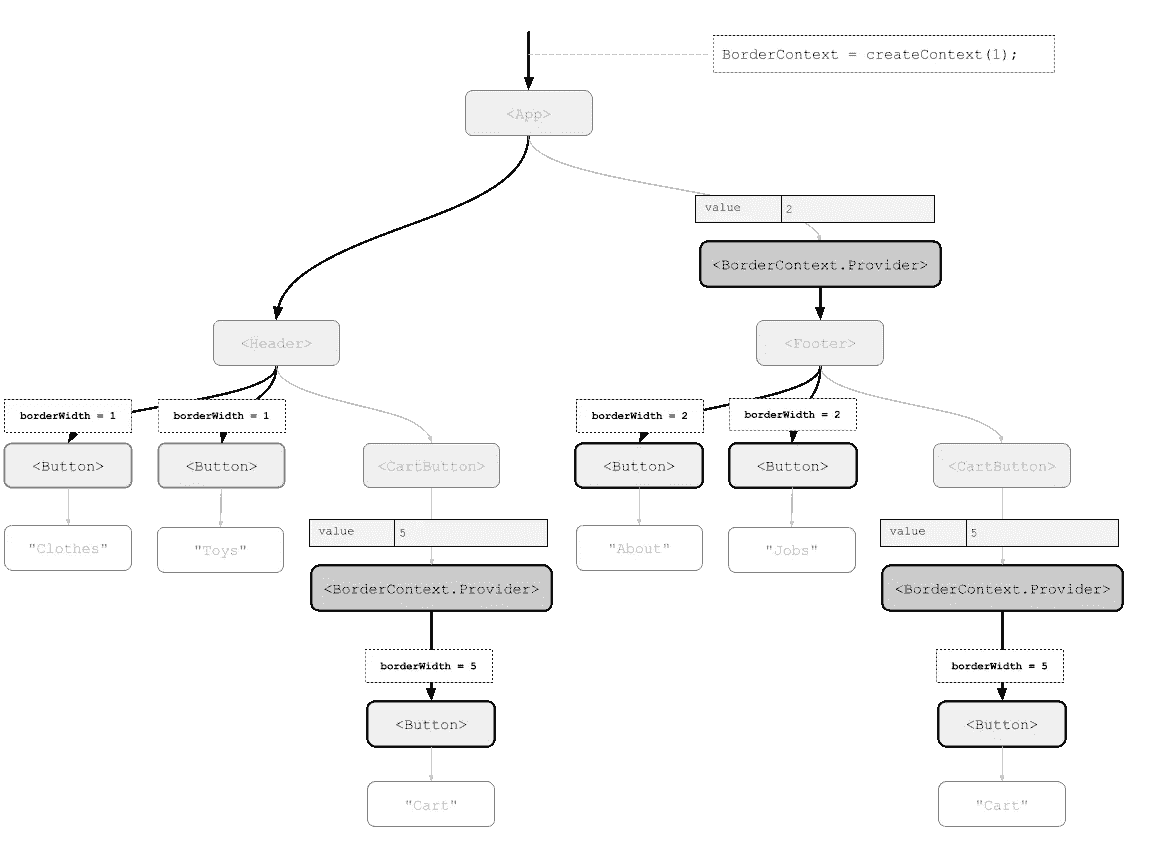 BorderContext = createContext(1);
<App>
value 2
<BorderContext.Provider>
<Header>
<Footer>
borderWidth = 1
borderWidth = 1
borderWidth = 2
borderWidth = 2
<Button>
<Button>
<CartButton>
<Button>
<Button>
<CartButton>
value 5
value 5
"Clothes"
"Toys"
"About"
"Jobs"
<BorderContext.Provider>
<BorderContext.Provider>
borderWidth = 5
borderWidth = 5
<Button>
<Button>
"Cart"
"Cart"